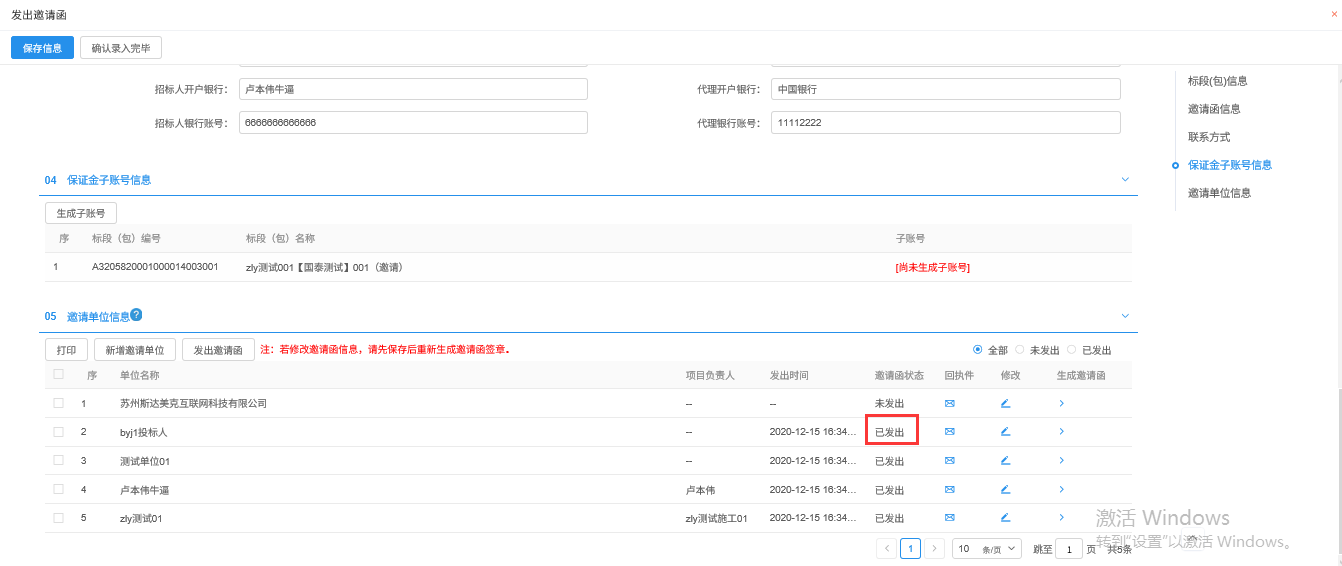 发出邀请函
保存信息 确认录入完毕
招标人开户银行: 卢本伟牛逼 代理开户银行: 中国银行
招标人银行账号: 6666666666666 代理银行账号: 11112222
标段(包)信息
邀请函信息
联系方式
保证金子账号信息
邀请单位信息
04 保证金子账号信息
生成子账号
序 标段（包）编号 标段（包）名称 子账号
1 A3205820001000014003001 zly测试001【国泰测试】001（邀请） [尚未生成子账号]
05 邀请单位信息?
打印 新增邀请单位 发出邀请函 注：若修改邀请函信息，请先保存后重新生成邀请函签章。 全部 未发出 已发出
序 单位名称 项目负责人 发出时间 邀请函状态 回执件 修改 生成邀请函
1 苏州斯达美克互联网科技有限公司 -- -- 未发出
2 byj1投标人 -- 2020-12-15 16:34... 已发出
3 测试单位01 -- 2020-12-15 16:34... 已发出
4 卢本伟牛逼 卢本伟 2020-12-15 16:34... 已发出
5 zly测试01 zly测试施工01 2020-12-15 16:34... 已发出
1 10 条/页 跳至 1 页 共5条
激活 Windows
转到“设置”以激活 Windows。